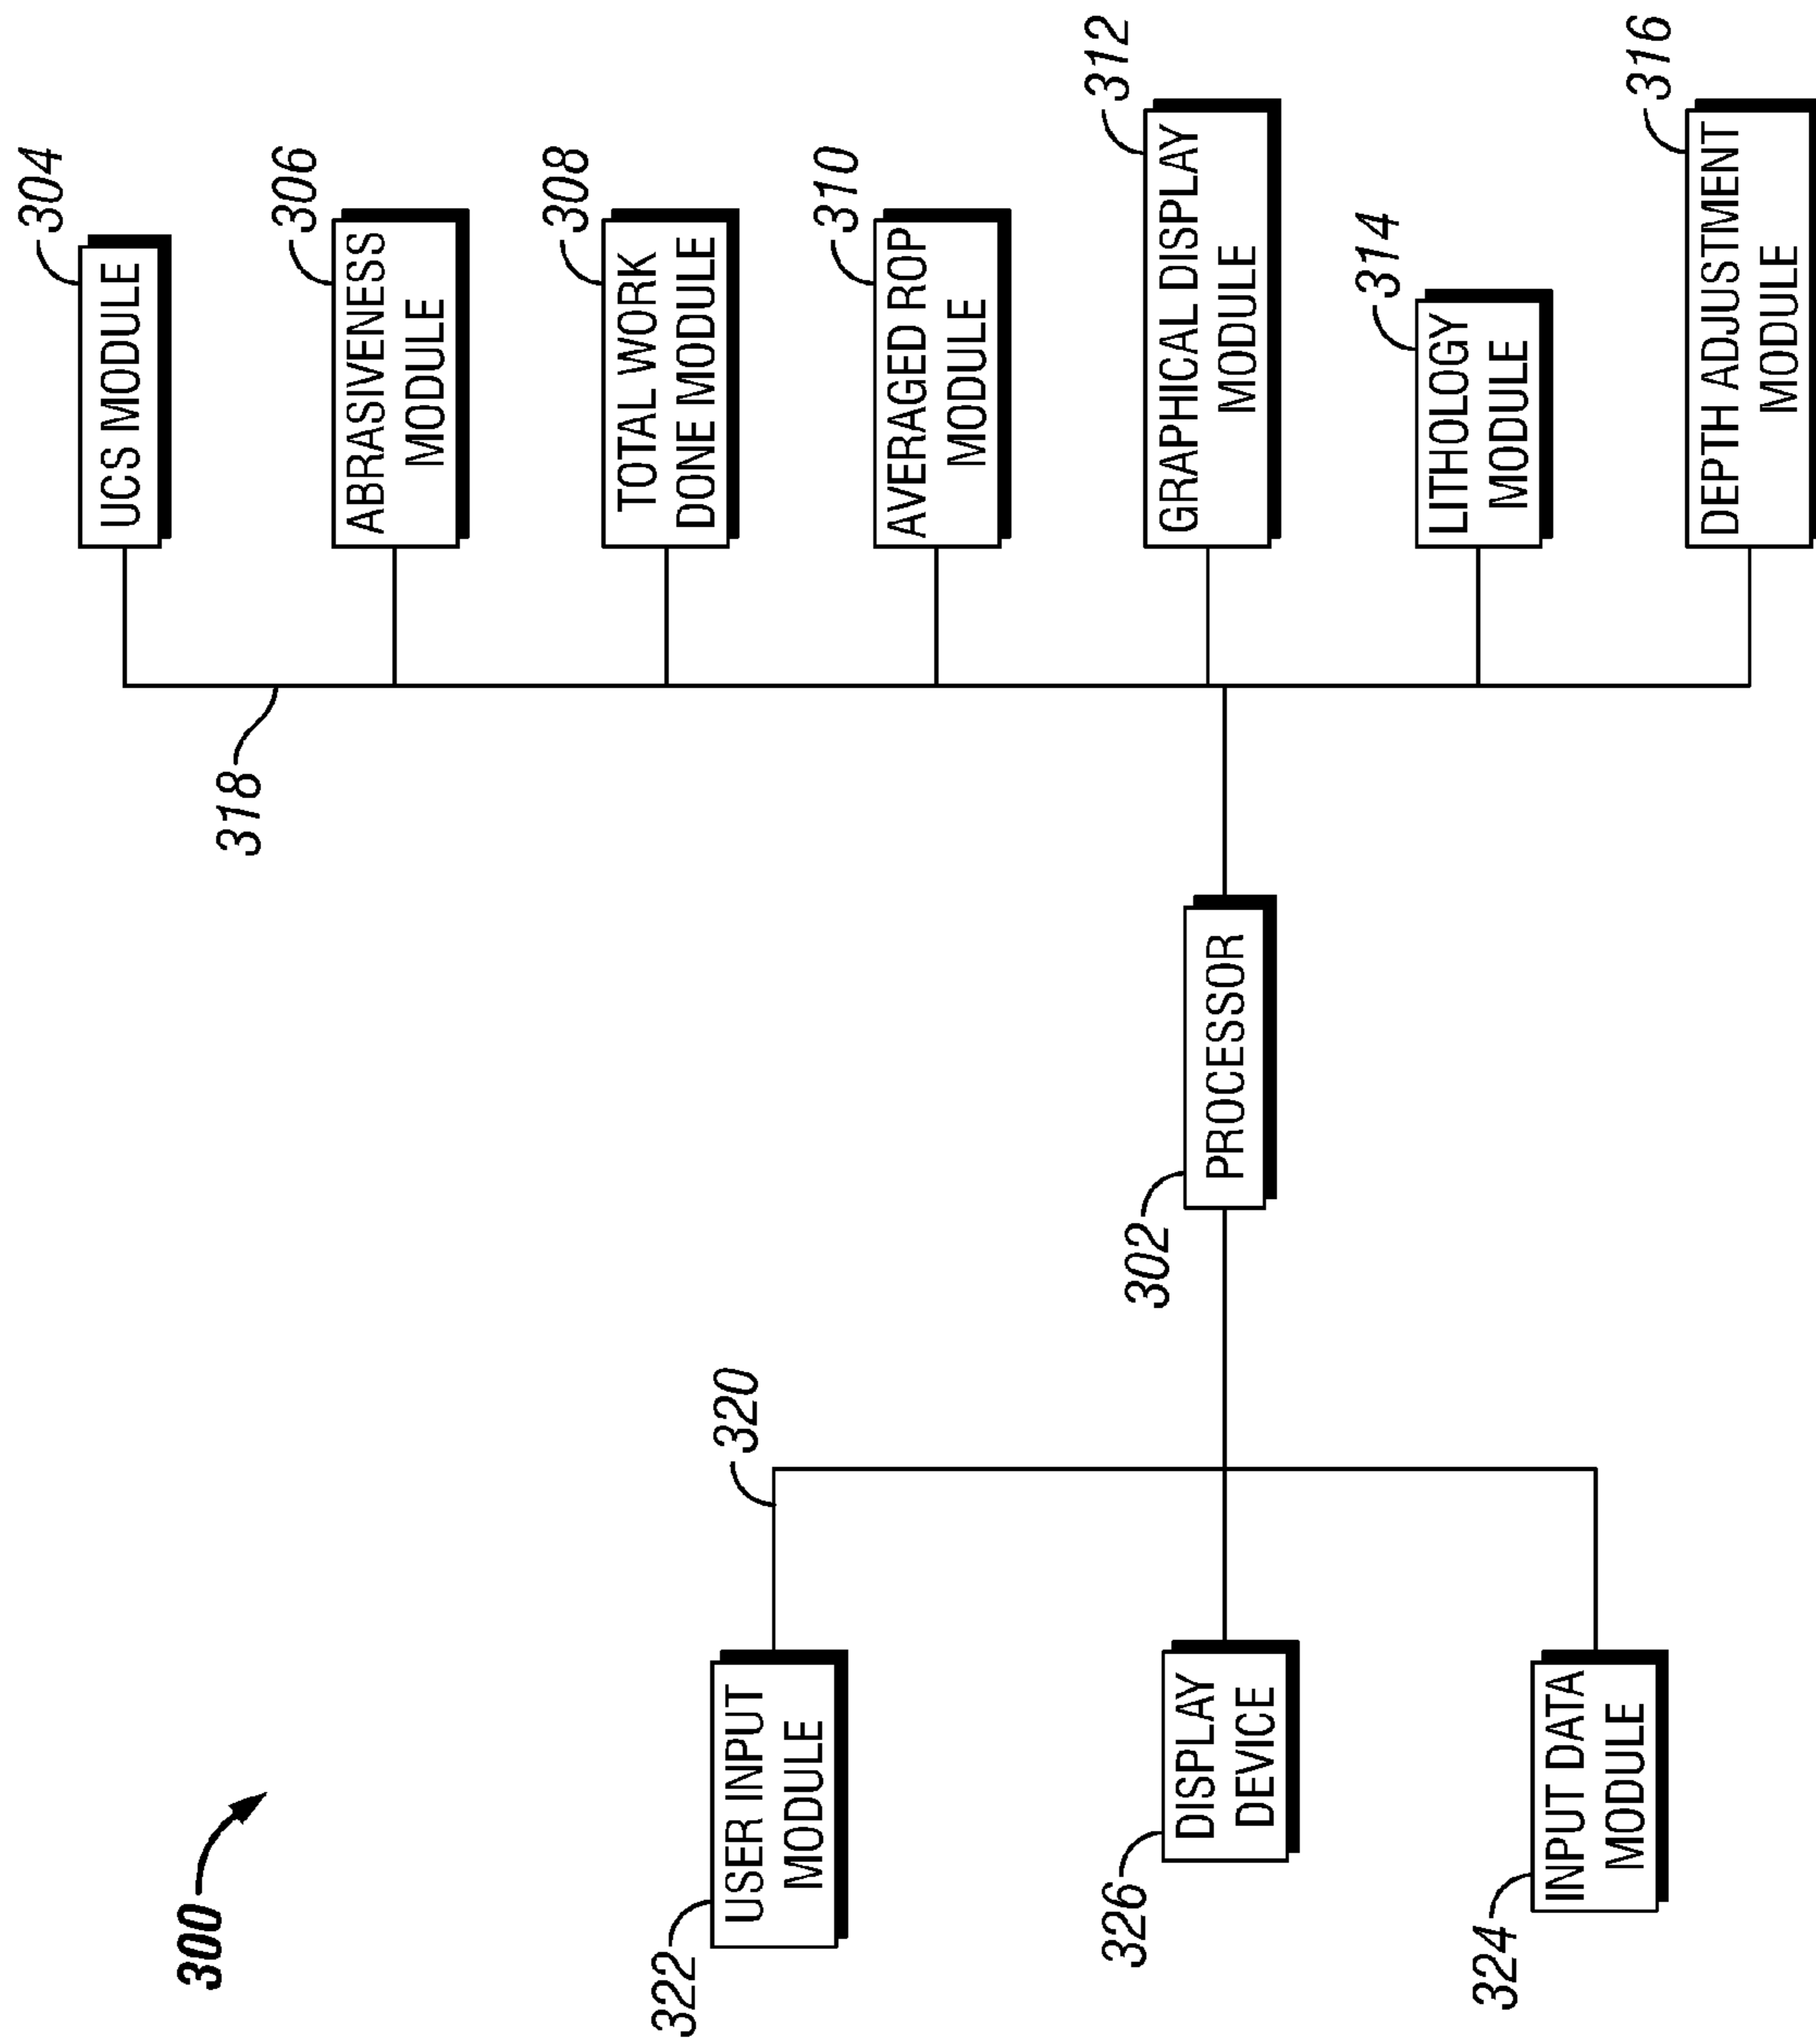 300
304
UCS MODULE
306
ABRASIVENESS
MODULE
318
308
TOTAL WORK
DONE MODULE
320
322
USER INPUT
MODULE
310
AVERAGED ROP
MODULE
302
PROCESSOR
326
DISPLAY
DEVICE
312
GRAPHICAL DISPLAY
MODULE
314
LITHOLOGY
MODULE
324
INPUT DATA
MODULE
316
DEPTH ADJUSTMENT
MODULE